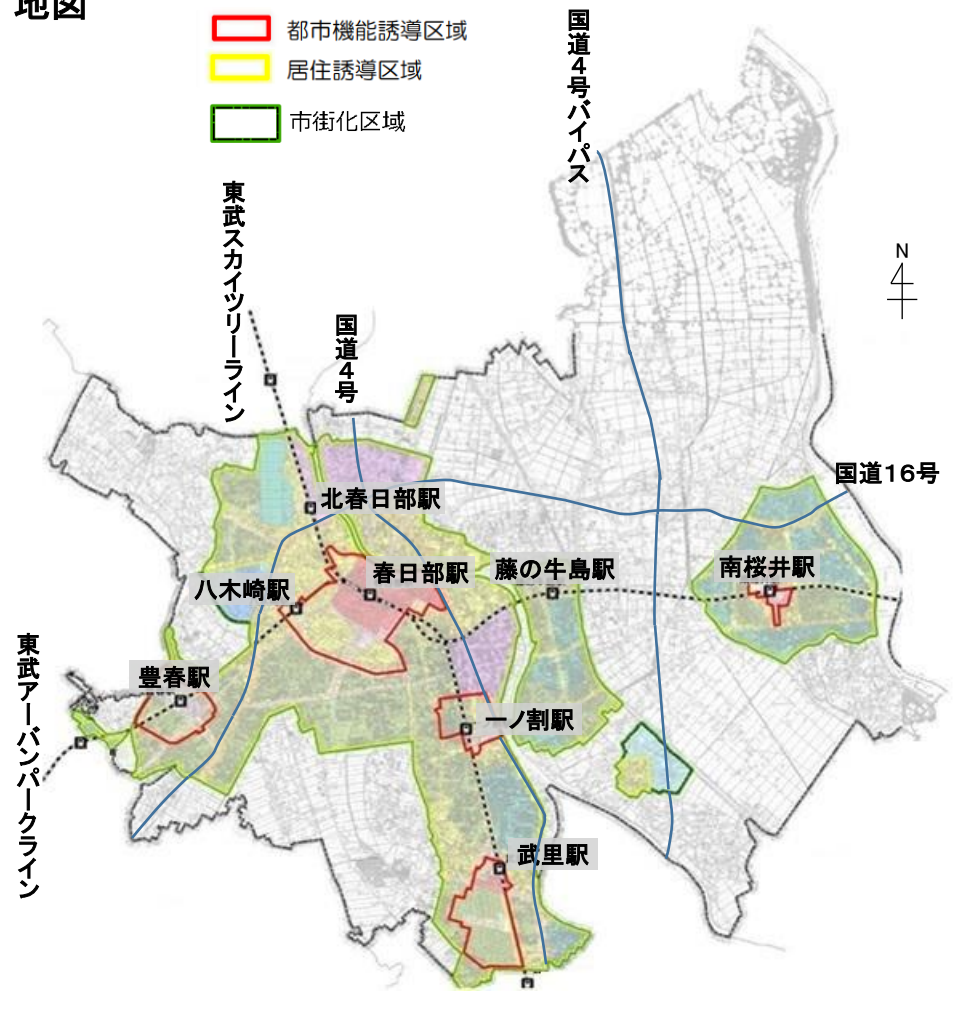 地図
都市機能誘導区域
居住誘導区域
市街化区域
国道4号バイパス
東武スカイツリーライン
国道4号
N
国道16号
北春日部駅
春日部駅
藤の牛島駅
南桜井駅
八木崎駅
豊春駅
一ノ割駅
武里駅
東武アーバンパークライン